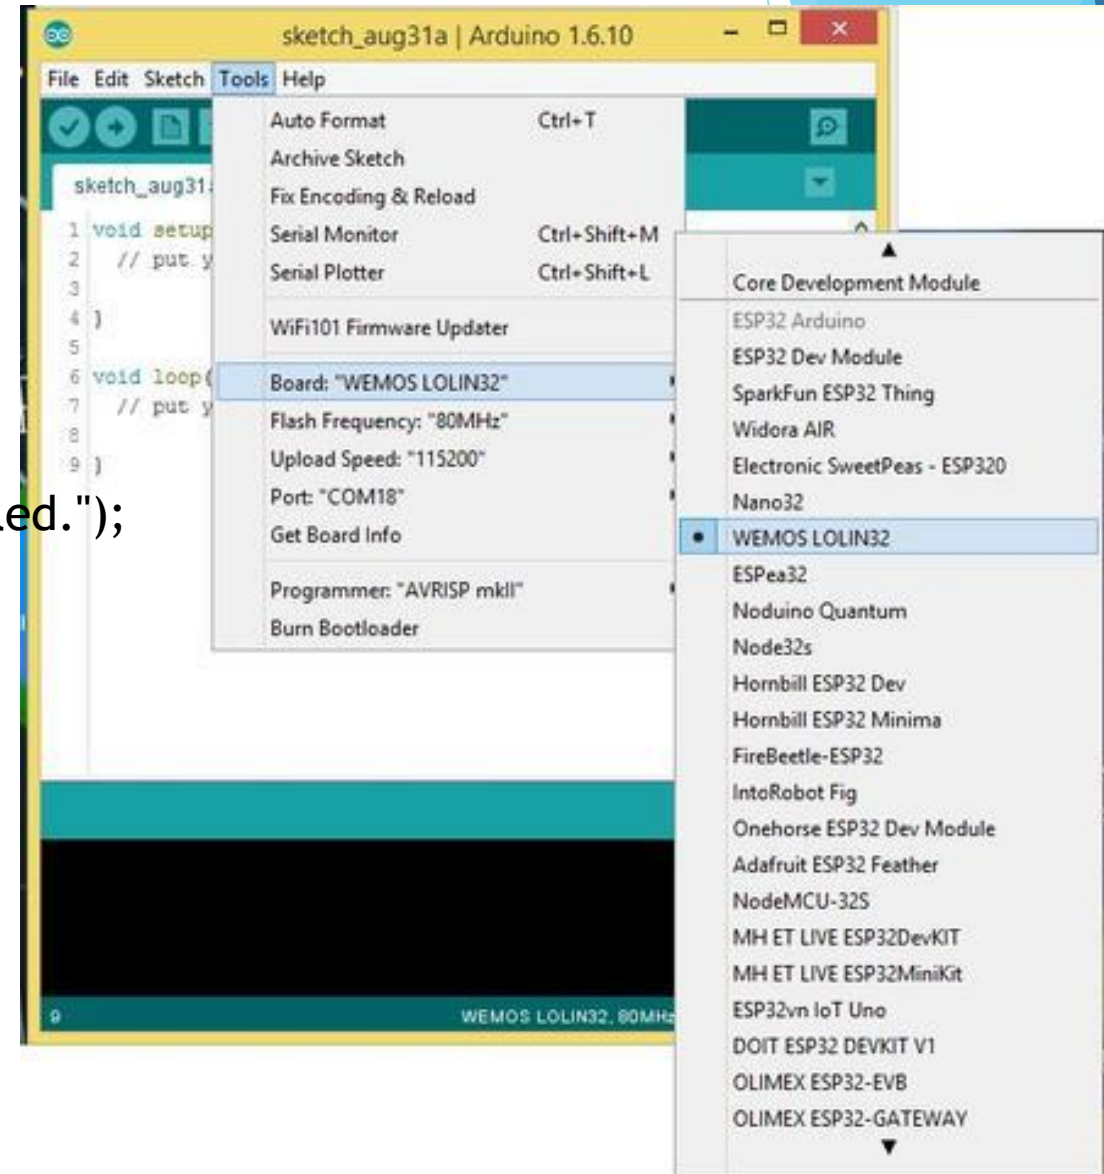 sketch_aug31a | Arduino 1.6.10
File Edit Sketch Tools Help
sketch_aug31a
1 void setup
2 // put y
3
4 }
5
6 void loop(
7 // put y
8
9 }
led.");
Auto Format Ctrl+T
Archive Sketch
Fix Encoding & Reload
Serial Monitor Ctrl+Shift+M
Serial Plotter Ctrl+Shift+L
WiFi101 Firmware Updater
Board: "WEMOS LOLIN32"
Flash Frequency: "80MHz"
Upload Speed: "115200"
Port: "COM18"
Get Board Info
Programmer: "AVRISP mkII"
Burn Bootloader
Core Development Module
ESP32 Arduino
ESP32 Dev Module
SparkFun ESP32 Thing
Widora AIR
Electronic SweetPeas - ESP320
Nano32
WEMOS LOLIN32
ESPea32
Noduino Quantum
Node32s
Hornbill ESP32 Dev
Hornbill ESP32 Minima
FireBeetle-ESP32
IntoRobot Fig
Onehorse ESP32 Dev Module
Adafruit ESP32 Feather
NodeMCU-32S
MH ET LIVE ESP32DevKIT
MH ET LIVE ESP32MiniKit
ESP32vn IoT Uno
DOIT ESP32 DEVKIT V1
OLIMEX ESP32-EVB
OLIMEX ESP32-GATEWAY
9 WEMOS LOLIN32, 80MHz